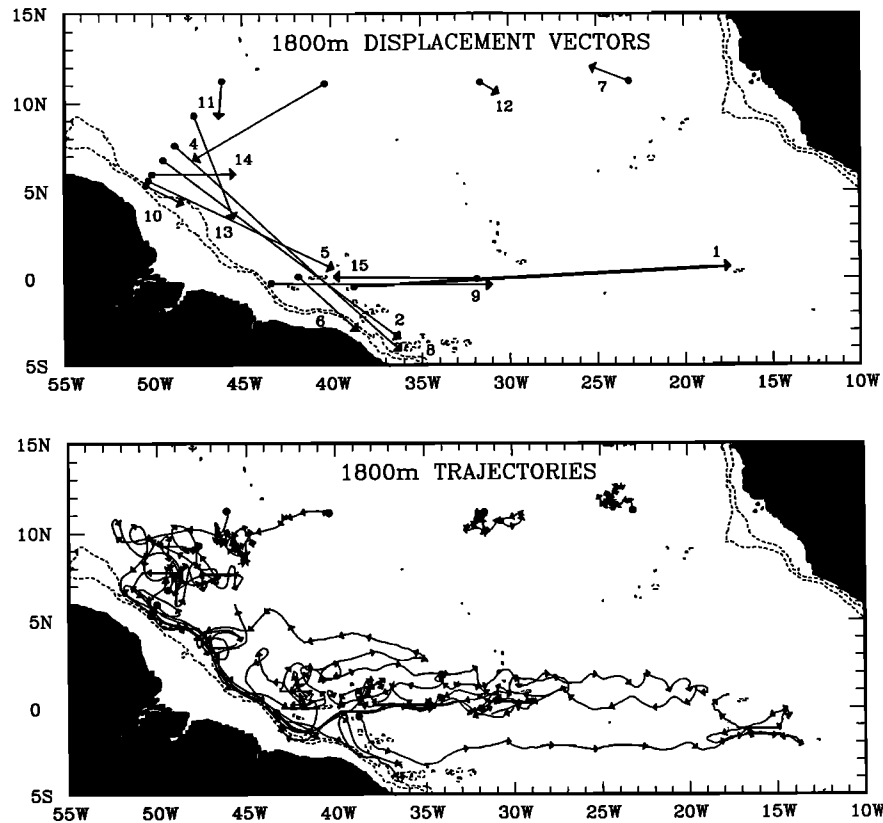 15N
1800m DISPLACEMENT VECTORS
11
12
7
10N
4
14
5N
10
13
5
15
1
0
9
6
2
8
5S
55W 50W 45W 40W 35W 30W 25W 20W 15W 10W
15N
1800m TRAJECTORIES
10N
5N
0
5S
55W 50W 45W 40W 35W 30W 25W 20W 15W 10W